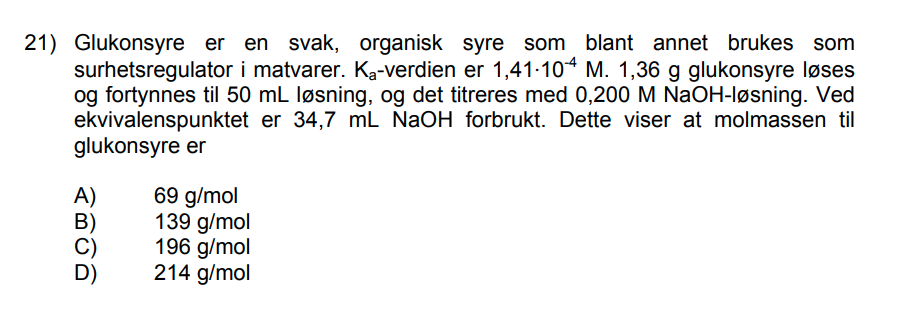 21) Glukonsyre er en svak, organisk syre som blant annet brukes som
surhetsregulator i matvarer. Kₐ-verdien er 1,41·10⁻⁴ M. 1,36 g glukonsyre løses
og fortynnes til 50 mL løsning, og det titreres med 0,200 M NaOH-løsning. Ved
ekvivalenspunktet er 34,7 mL NaOH forbrukt. Dette viser at molmassen til
glukonsyre er
A) 69 g/mol
B) 139 g/mol
C) 196 g/mol
D) 214 g/mol